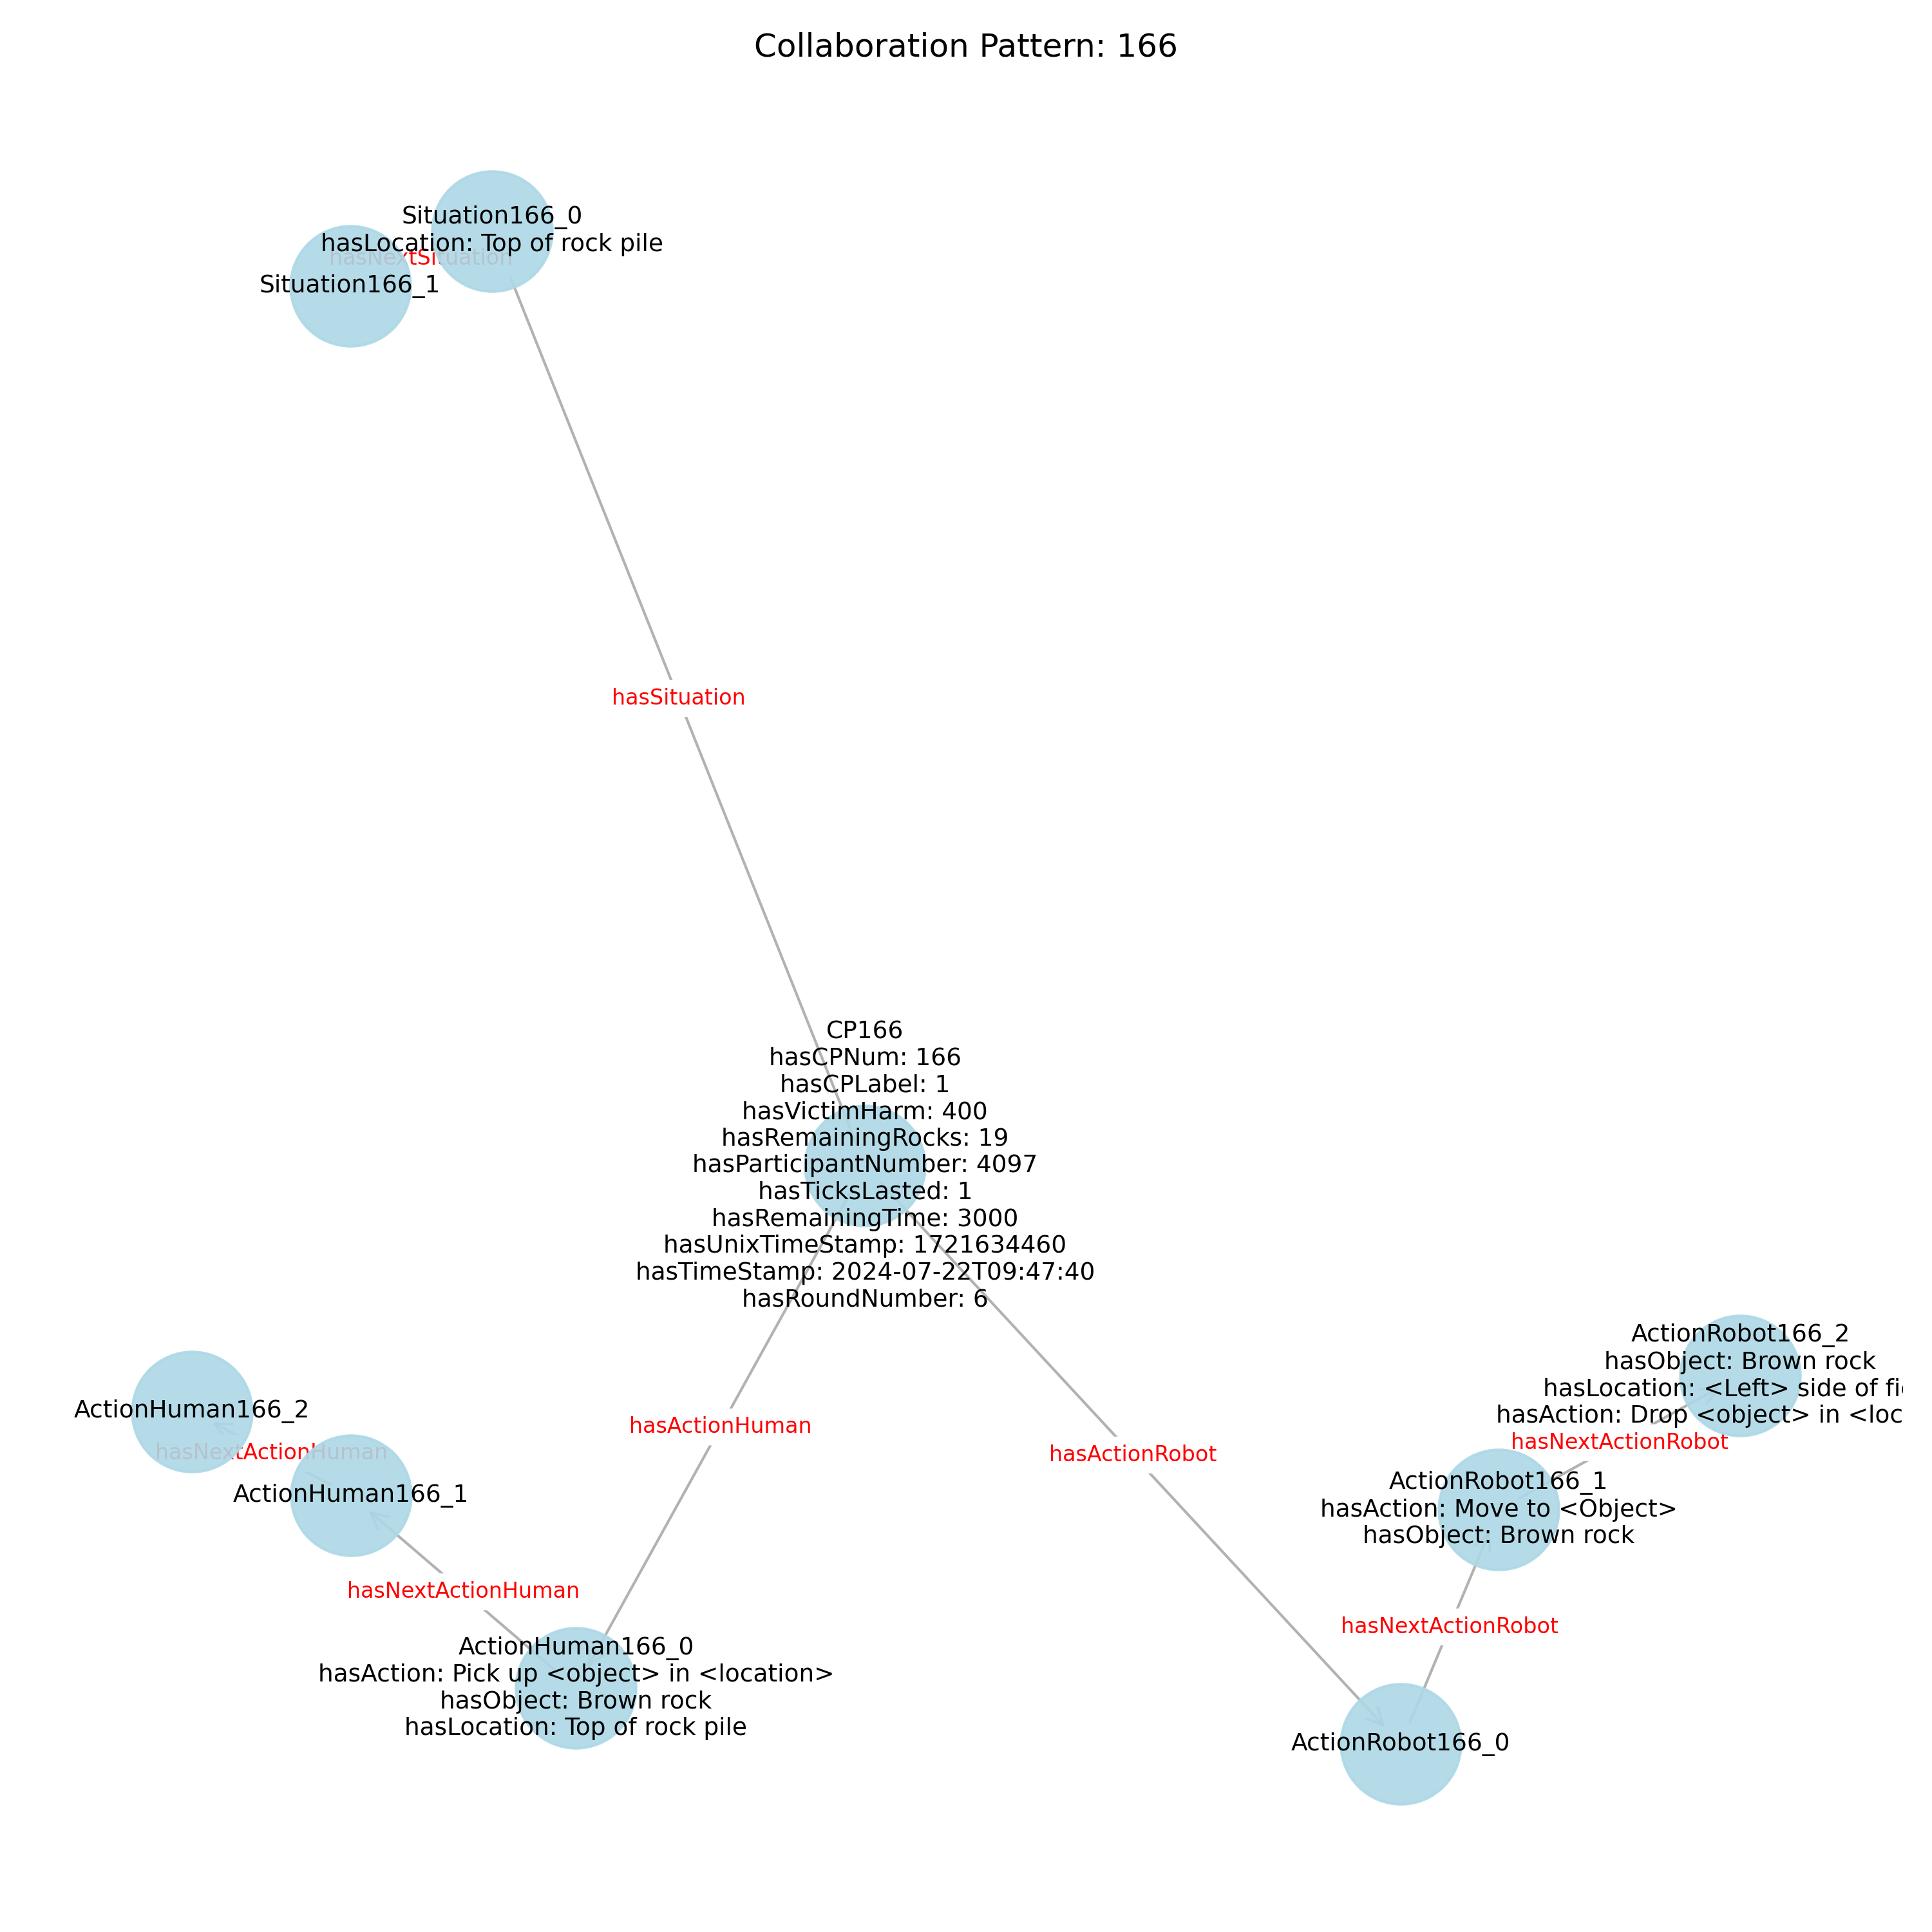 Collaboration Pattern: 166
Situation166_0
hasLocation: Top of rock pile
hasNextSituation
Situation166_1
hasSituation
CP166
hasCPNum: 166
hasCPLabel: 1
hasVictimHarm: 400
hasRemainingRocks: 19
hasParticipantNumber: 4097
hasTicksLasted: 1
hasRemainingTime: 3000
hasUnixTimeStamp: 1721634460
hasTimeStamp: 2024-07-22T09:47:40
hasRoundNumber: 6
ActionRobot166_2
hasObject: Brown rock
hasLocation: <Left> side of
hasAction: Drop <object> in
hasNextActionRobot
ActionHuman166_2
hasNextActionHuman
ActionHuman166_1
hasActionHuman
hasActionRobot
ActionRobot166_1
hasAction: Move to <Object>
hasObject: Brown rock
hasNextActionHuman
hasNextActionRobot
ActionHuman166_0
hasAction: Pick up <object> in <location>
hasObject: Brown rock
hasLocation: Top of rock pile
ActionRobot166_0